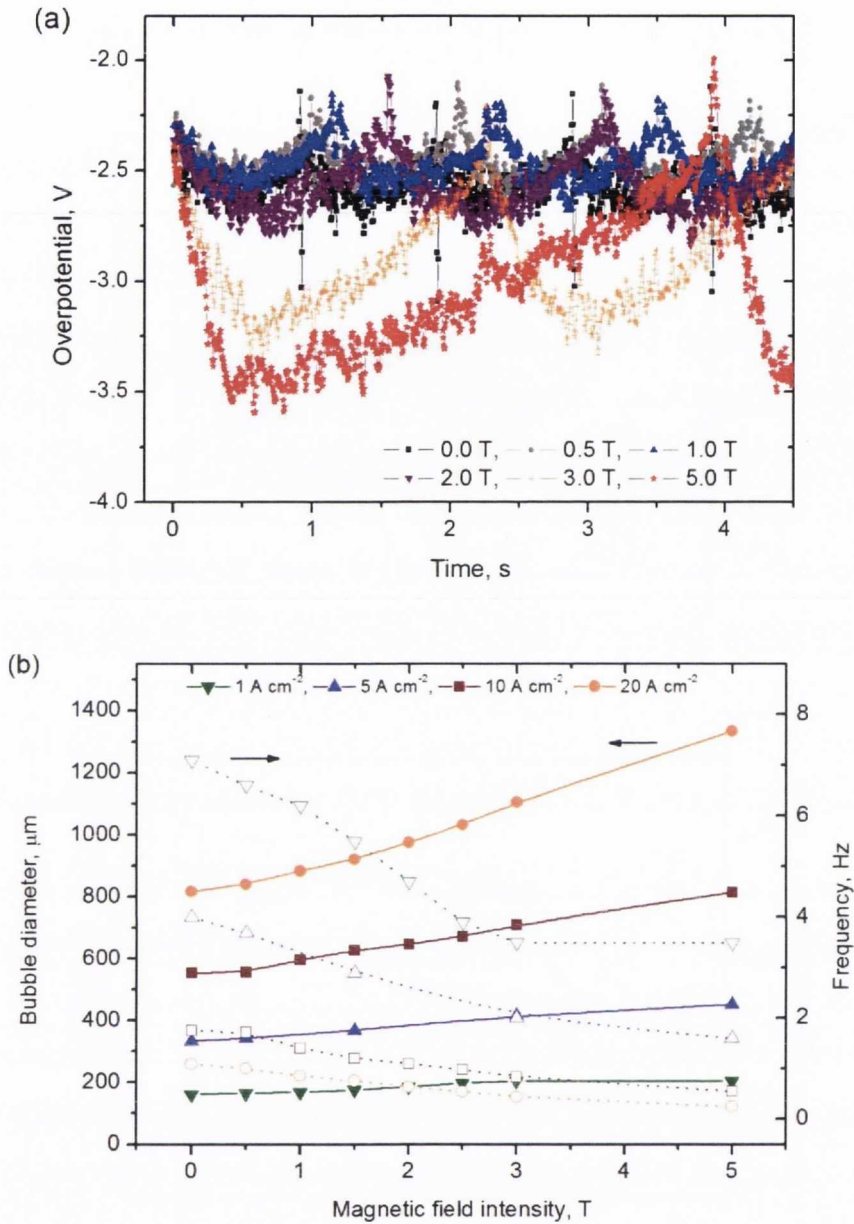 (a)
-2.0
-2.5
-3.0
-3.5
-4.0
Overpotential, V
0.0 T, 0.5 T, 1.0 T
2.0 T, 3.0 T, 5.0 T
0 1 2 3 4
Time, s
(b)
1 A cm⁻², 5 A cm⁻², 10 A cm⁻², 20 A cm⁻²
1400
1200
1000
800
600
400
200
0
Bubble diameter, μm
8
6
4
2
0
Frequency, Hz
0 1 2 3 4 5
Magnetic field intensity, T